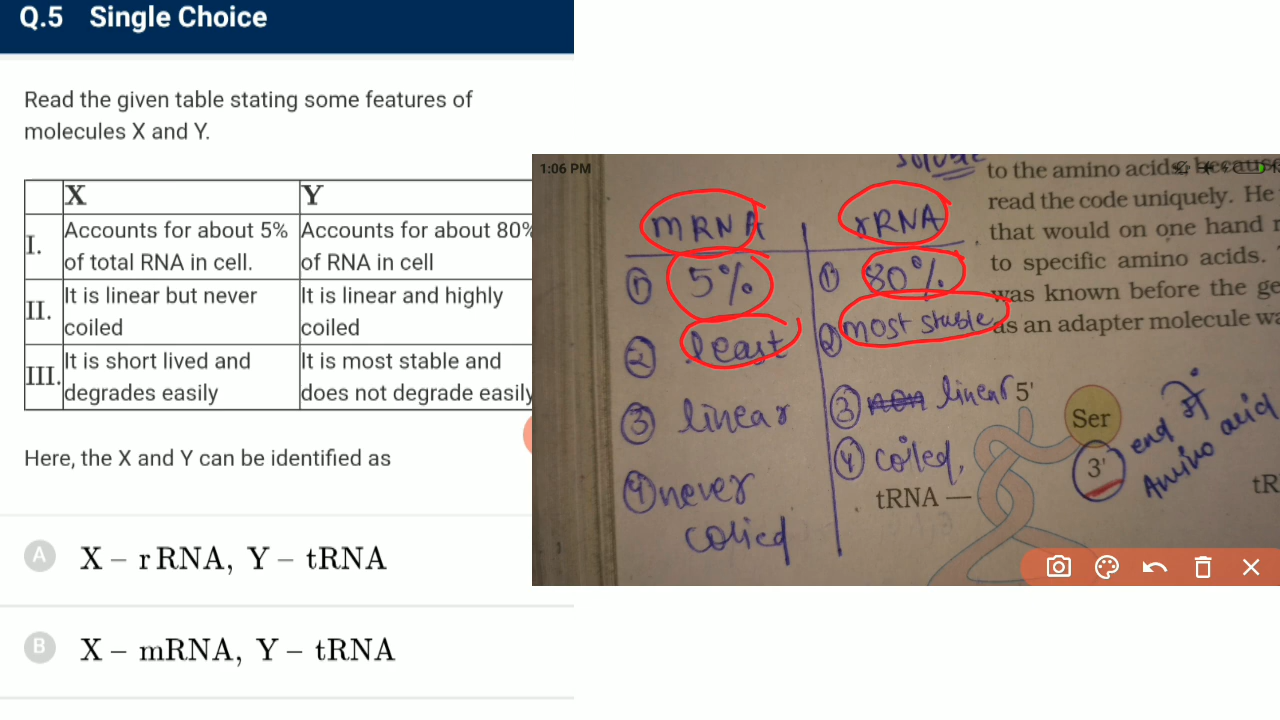 Q.5 Single Choice
Read the given table stating some features of
molecules X and Y.
X Y
I. Accounts for about 5% of total RNA in cell. Accounts for about 80% of RNA in cell
II. It is linear but never coiled It is linear and highly coiled
III. It is short lived and degrades easily It is most stable and does not degrade easily
Here, the X and Y can be identified as
A X – rRNA, Y – tRNA
B X – mRNA, Y – tRNA
1:06 PM
mRNA rRNA
① 5% ① 80%
② least ② most stable
③ linear ③ non linear
④ never ④ coiled,
colied
to the amino acids, because
read the code uniquely. He
that would on one hand
to specific amino acids.
was known before the ge
as an adapter molecule wa
5'
Ser
3'
end में
Amino acid
tRNA
tR